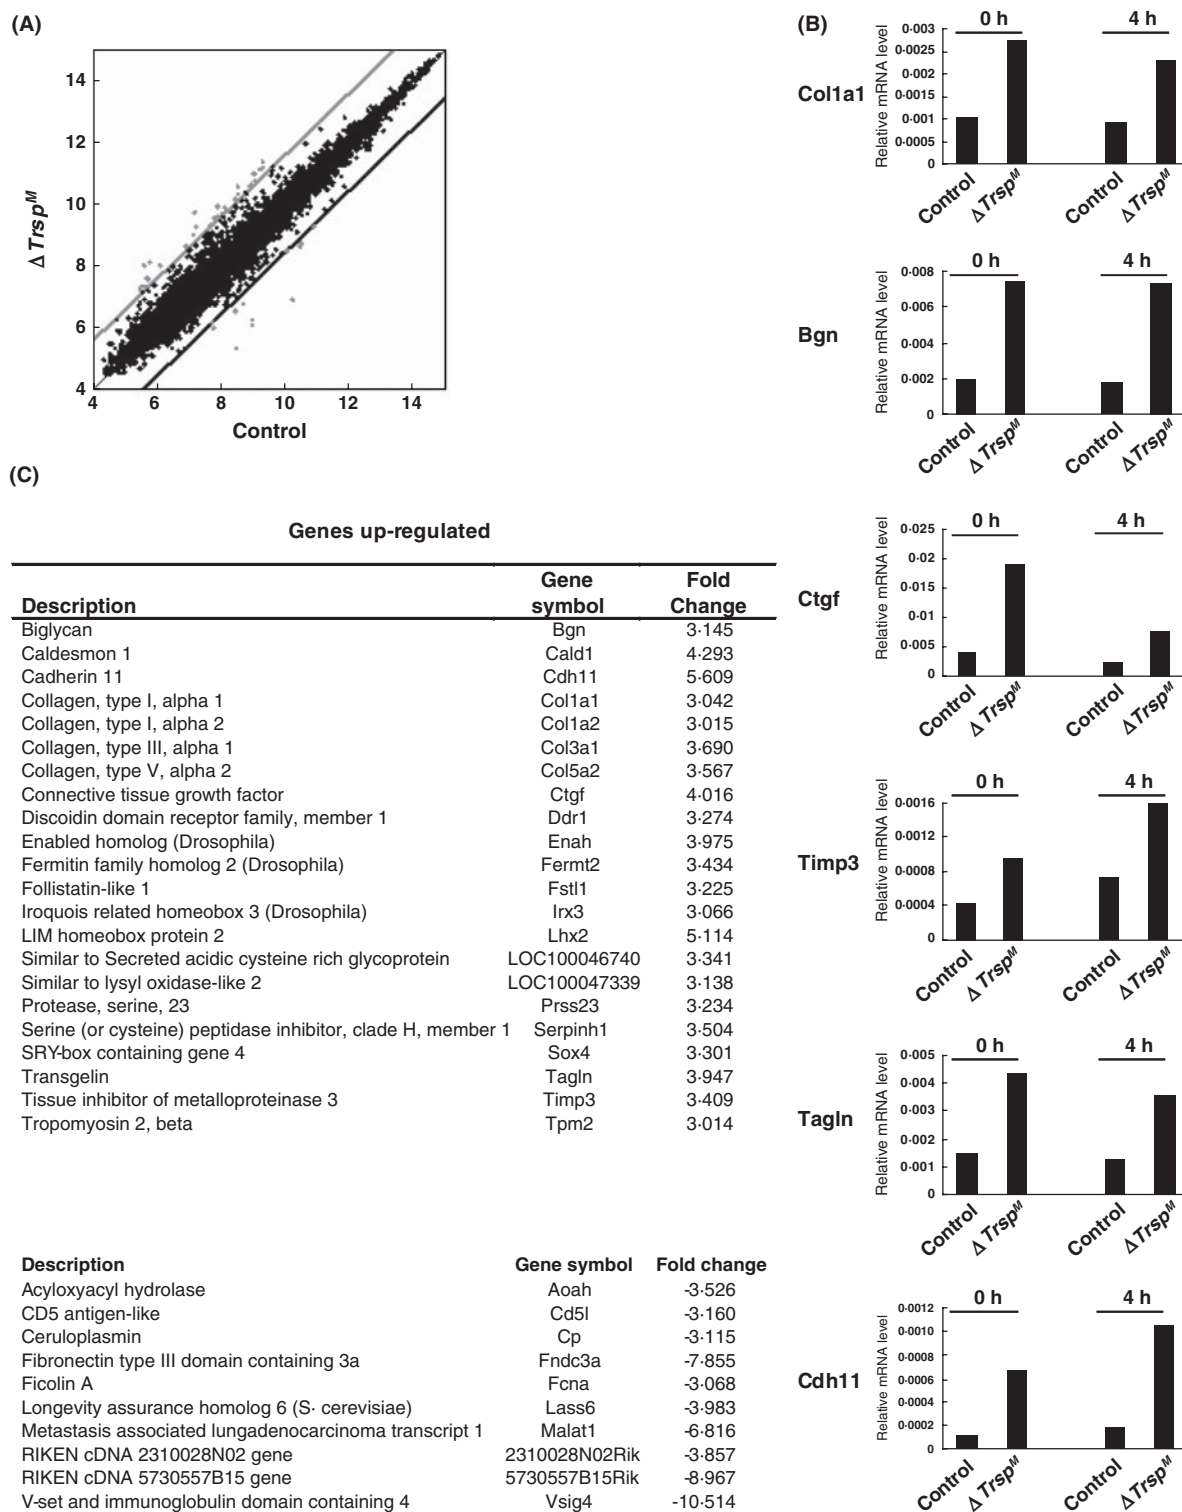 (A)
14
12
10
8
6
4
Δ Trsp^M
4 6 8 10 12 14
Control
(B)
Col1a1
Relative mRNA level
0·003
0·0025
0·002
0·0015
0·001
0·0005
0
0 h
4 h
Control Δ Trsp^M Control Δ Trsp^M
Bgn
Relative mRNA level
0·008
0·006
0·004
0·002
0
0 h
4 h
Control Δ Trsp^M Control Δ Trsp^M
Ctgf
Relative mRNA level
0·025
0·02
0·015
0·01
0·005
0
0 h
4 h
Control Δ Trsp^M Control Δ Trsp^M
Timp3
Relative mRNA level
0·0016
0·0012
0·0008
0·0004
0
0 h
4 h
Control Δ Trsp^M Control Δ Trsp^M
Tagln
Relative mRNA level
0·005
0·004
0·003
0·002
0·001
0
0 h
4 h
Control Δ Trsp^M Control Δ Trsp^M
Cdh11
Relative mRNA level
0·0012
0·0010
0·0008
0·0006
0·0004
0·0002
0
0 h
4 h
Control Δ Trsp^M Control Δ Trsp^M
(C)
Genes up-regulated
Description Gene symbol Fold Change
Biglycan Bgn 3·145
Caldesmon 1 Cald1 4·293
Cadherin 11 Cdh11 5·609
Collagen, type I, alpha 1 Col1a1 3·042
Collagen, type I, alpha 2 Col1a2 3·015
Collagen, type III, alpha 1 Col3a1 3·690
Collagen, type V, alpha 2 Col5a2 3·567
Connective tissue growth factor Ctgf 4·016
Discoidin domain receptor family, member 1 Ddr1 3·274
Enabled homolog (Drosophila) Enah 3·975
Fermitin family homolog 2 (Drosophila) Fermt2 3·434
Follistatin-like 1 Fstl1 3·225
Iroquois related homeobox 3 (Drosophila) Irx3 3·066
LIM homeobox protein 2 Lhx2 5·114
Similar to Secreted acidic cysteine rich glycoprotein LOC100046740 3·341
Similar to lysyl oxidase-like 2 LOC100047339 3·138
Protease, serine, 23 Prss23 3·234
Serine (or cysteine) peptidase inhibitor, clade H, member 1 Serpinh1 3·504
SRY-box containing gene 4 Sox4 3·301
Transgelin Tagln 3·947
Tissue inhibitor of metalloproteinase 3 Timp3 3·409
Tropomyosin 2, beta Tpm2 3·014
Description Gene symbol Fold change
Acyloxyacyl hydrolase Aoah -3·526
CD5 antigen-like Cd5l -3·160
Ceruloplasmin Cp -3·115
Fibronectin type III domain containing 3a Fndc3a -7·855
Ficolin A Fcna -3·068
Longevity assurance homolog 6 (S· cerevisiae) Lass6 -3·983
Metastasis associated lungadenocarcinoma transcript 1 Malat1 -6·816
RIKEN cDNA 2310028N02 gene 2310028N02Rik -3·857
RIKEN cDNA 5730557B15 gene 5730557B15Rik -8·967
V-set and immunoglobulin domain containing 4 Vsig4 -10·514